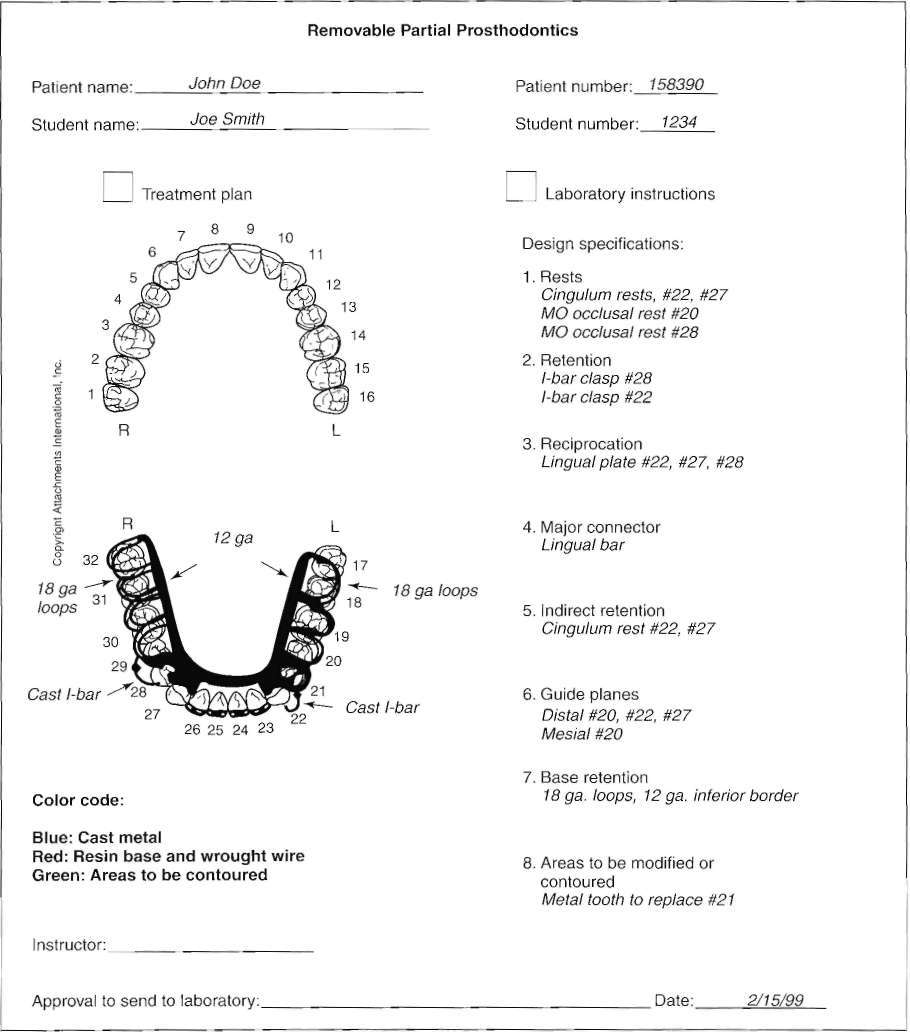 Removable Partial Prosthodontics
Patient name: John Doe
Patient number: 158390
Student name: Joe Smith
Student number: 1234
Treatment plan
Laboratory instructions
1 2 3 4 5 6 7 8 9 10 11 12 13 14 15 16
R L
Copyright Attachments International, Inc.
R L
12 ga
32 31 30 29 28 27 26 25 24 23 22 21 20 19 18 17
18 ga
loops
18 ga loops
Cast I-bar
Cast I-bar
Color code:
Blue: Cast metal
Red: Resin base and wrought wire
Green: Areas to be contoured
Design specifications:
1. Rests
Cingulum rests, #22, #27
MO occlusal rest #20
MO occlusal rest #28
2. Retention
I-bar clasp #28
I-bar clasp #22
3. Reciprocation
Lingual plate #22, #27, #28
4. Major connector
Lingual bar
5. Indirect retention
Cingulum rest #22, #27
6. Guide planes
Distal #20, #22, #27
Mesial #20
7. Base retention
18 ga. loops, 12 ga. inferior border
8. Areas to be modified or
contoured
Metal tooth to replace #21
Instructor:
Approval to send to laboratory:
Date: 2/15/99